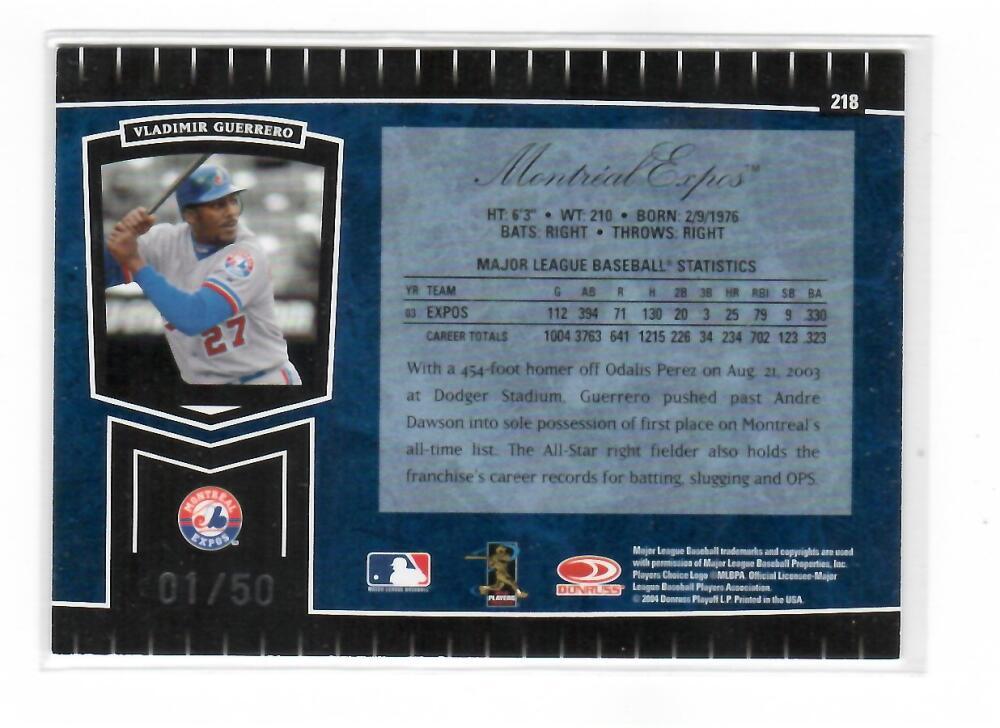 218
VLADIMIR GUERRERO
27
Montréal Expos™
HT: 6'3" • WT: 210 • BORN: 2/9/1976
BATS: RIGHT • THROWS: RIGHT
MAJOR LEAGUE BASEBALL® STATISTICS
YR TEAM G AB R H 2B 3B HR RBI SB BA
03 EXPOS 112 394 71 130 20 3 25 79 9 .330
CAREER TOTALS 1004 3763 641 1215 226 34 234 702 123 .323
With a 454-foot homer off Odalis Perez on Aug. 21, 2003
at Dodger Stadium, Guerrero pushed past Andre
Dawson into sole possession of first place on Montreal's
all-time list. The All-Star right fielder also holds the
franchise's career records for batting, slugging and OPS.
MONTREAL
EXPOS
01/50
MAJOR LEAGUE BASEBALL
PLAYERS
DONRUSS
Major League Baseball trademarks and copyrights are used
with permission of Major League Baseball Properties, Inc.
Players Choice Logo ©MLBPA. Official Licensee-Major
League Baseball Players Association.
© 2004 Donruss Playoff L.P. Printed in the USA.